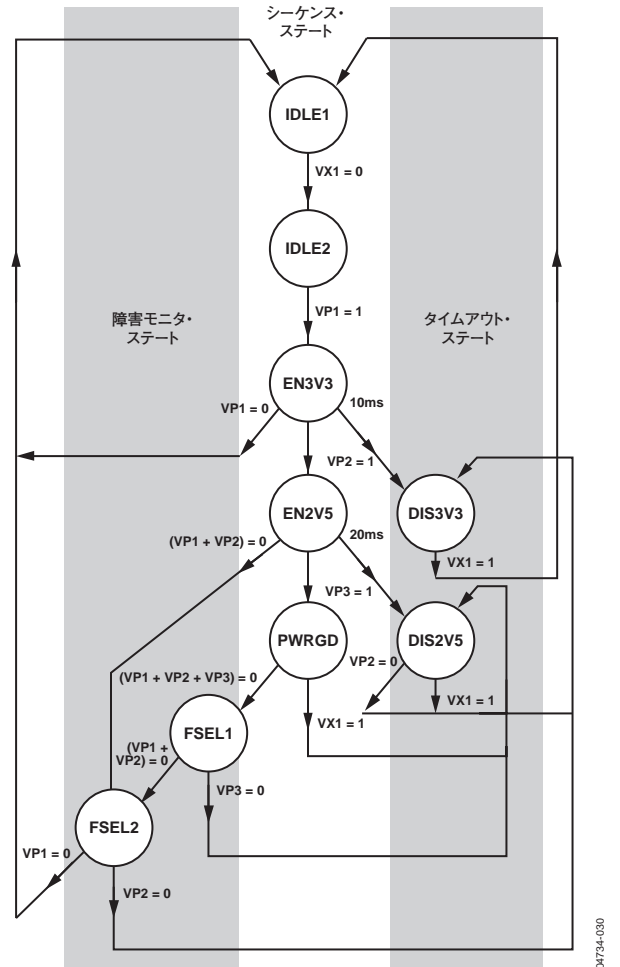 シーケンス・
ステート
IDLE1
VX1 = 0
IDLE2
障害モニタ・
ステート
VP1 = 1
タイムアウト・
ステート
EN3V3
VP1 = 0
10ms
VP2 = 1
DIS3V3
EN2V5
(VP1 + VP2) = 0
20ms
VX1 = 1
VP3 = 1
PWRGD
DIS2V5
VP2 = 0
(VP1 + VP2 + VP3) = 0
VX1 = 1
VX1 = 1
FSEL1
(VP1 +
VP2) = 0
VP3 = 0
FSEL2
VP1 = 0
VP2 = 0
04734-030